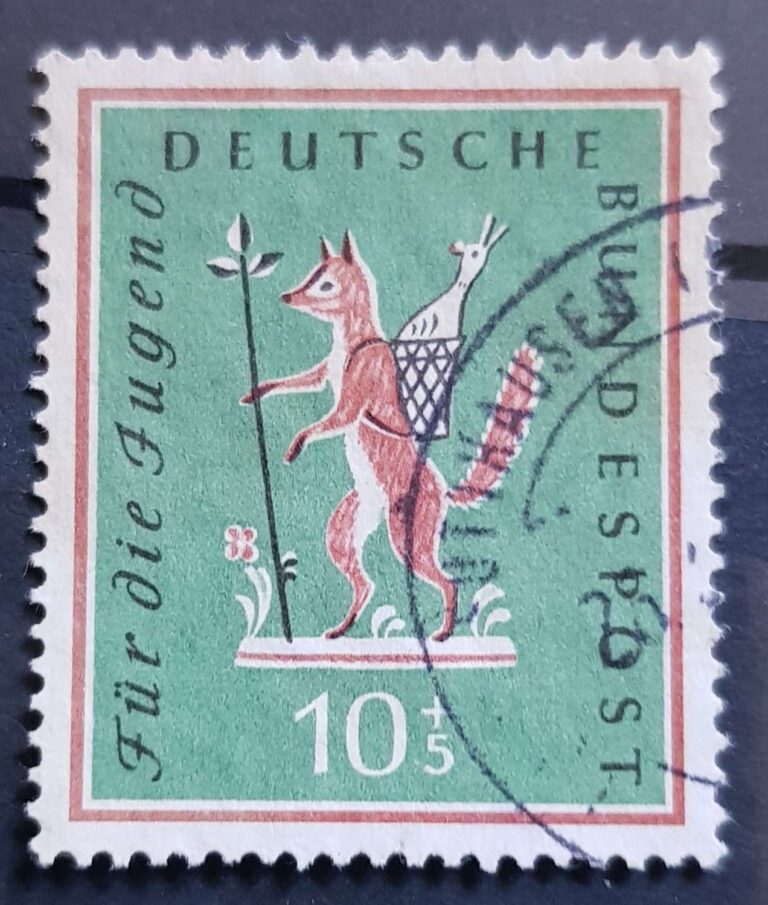 DEUTSCHE
BUNDESPOST
Für die Jugend
10+5